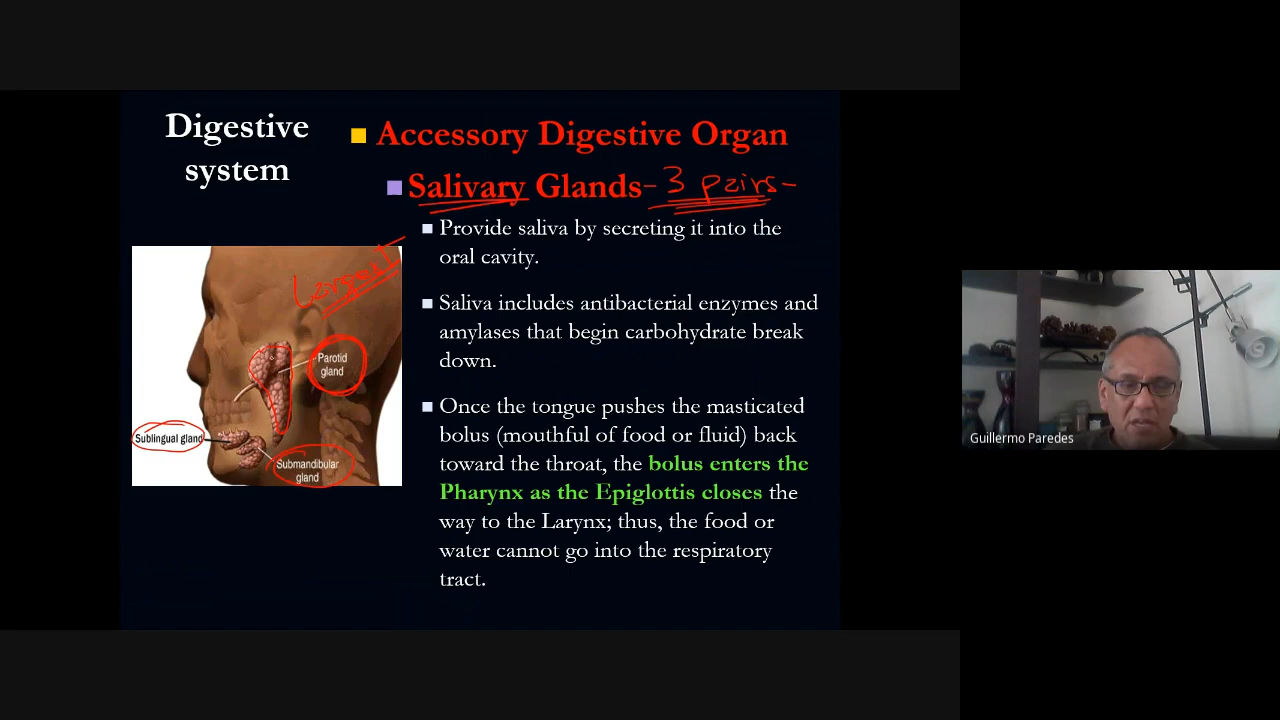 Digestive
system
Accessory Digestive Organ
Salivary Glands- 3 pairs-
Provide saliva by secreting it into the
oral cavity.
Saliva includes antibacterial enzymes and
amylases that begin carbohydrate break
down.
Once the tongue pushes the masticated
bolus (mouthful of food or fluid) back
toward the throat, the bolus enters the
Pharynx as the Epiglottis closes the
way to the Larynx; thus, the food or
water cannot go into the respiratory
tract.
Largest
Parotid
gland
Sublingual gland
Submandibular
gland
Guillermo Paredes